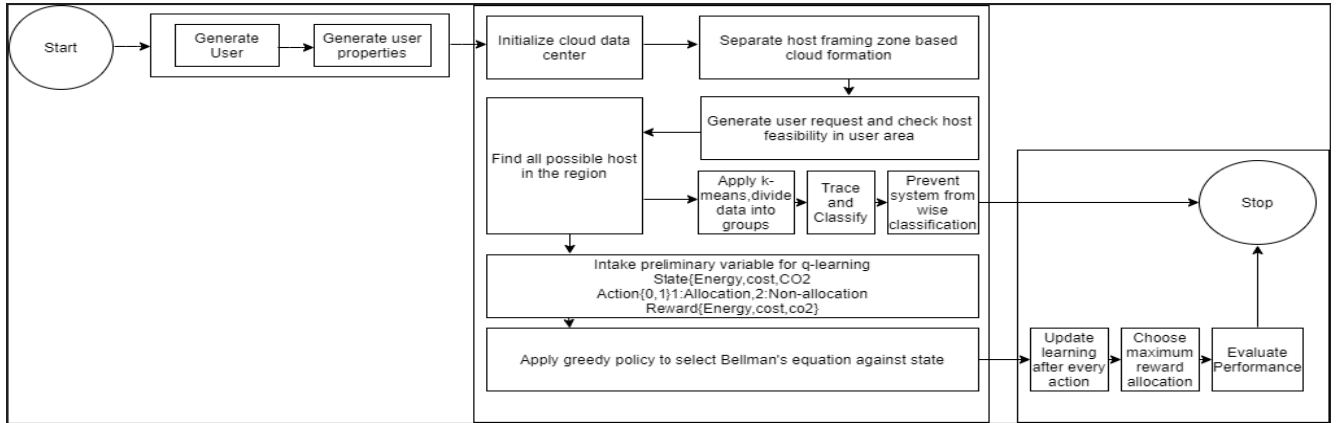 Start
Generate
User
Generate user
properties
Initialize cloud data
center
Separate host framing zone based
cloud formation
Generate user request and check host
feasibility in user area
Find all possible host
in the region
Apply k-
means,divide
data into
groups
Trace
and
Classify
Prevent
system from
wise
classification
Stop
Intake preliminary variable for q-learning
State{Energy,cost,CO2
Action{0,1}1:Allocation,2:Non-allocation
Reward{Energy,cost,co2}
Apply greedy policy to select Bellman's equation against state
Update
learning
after every
action
Choose
maximum
reward
allocation
Evaluate
Performance